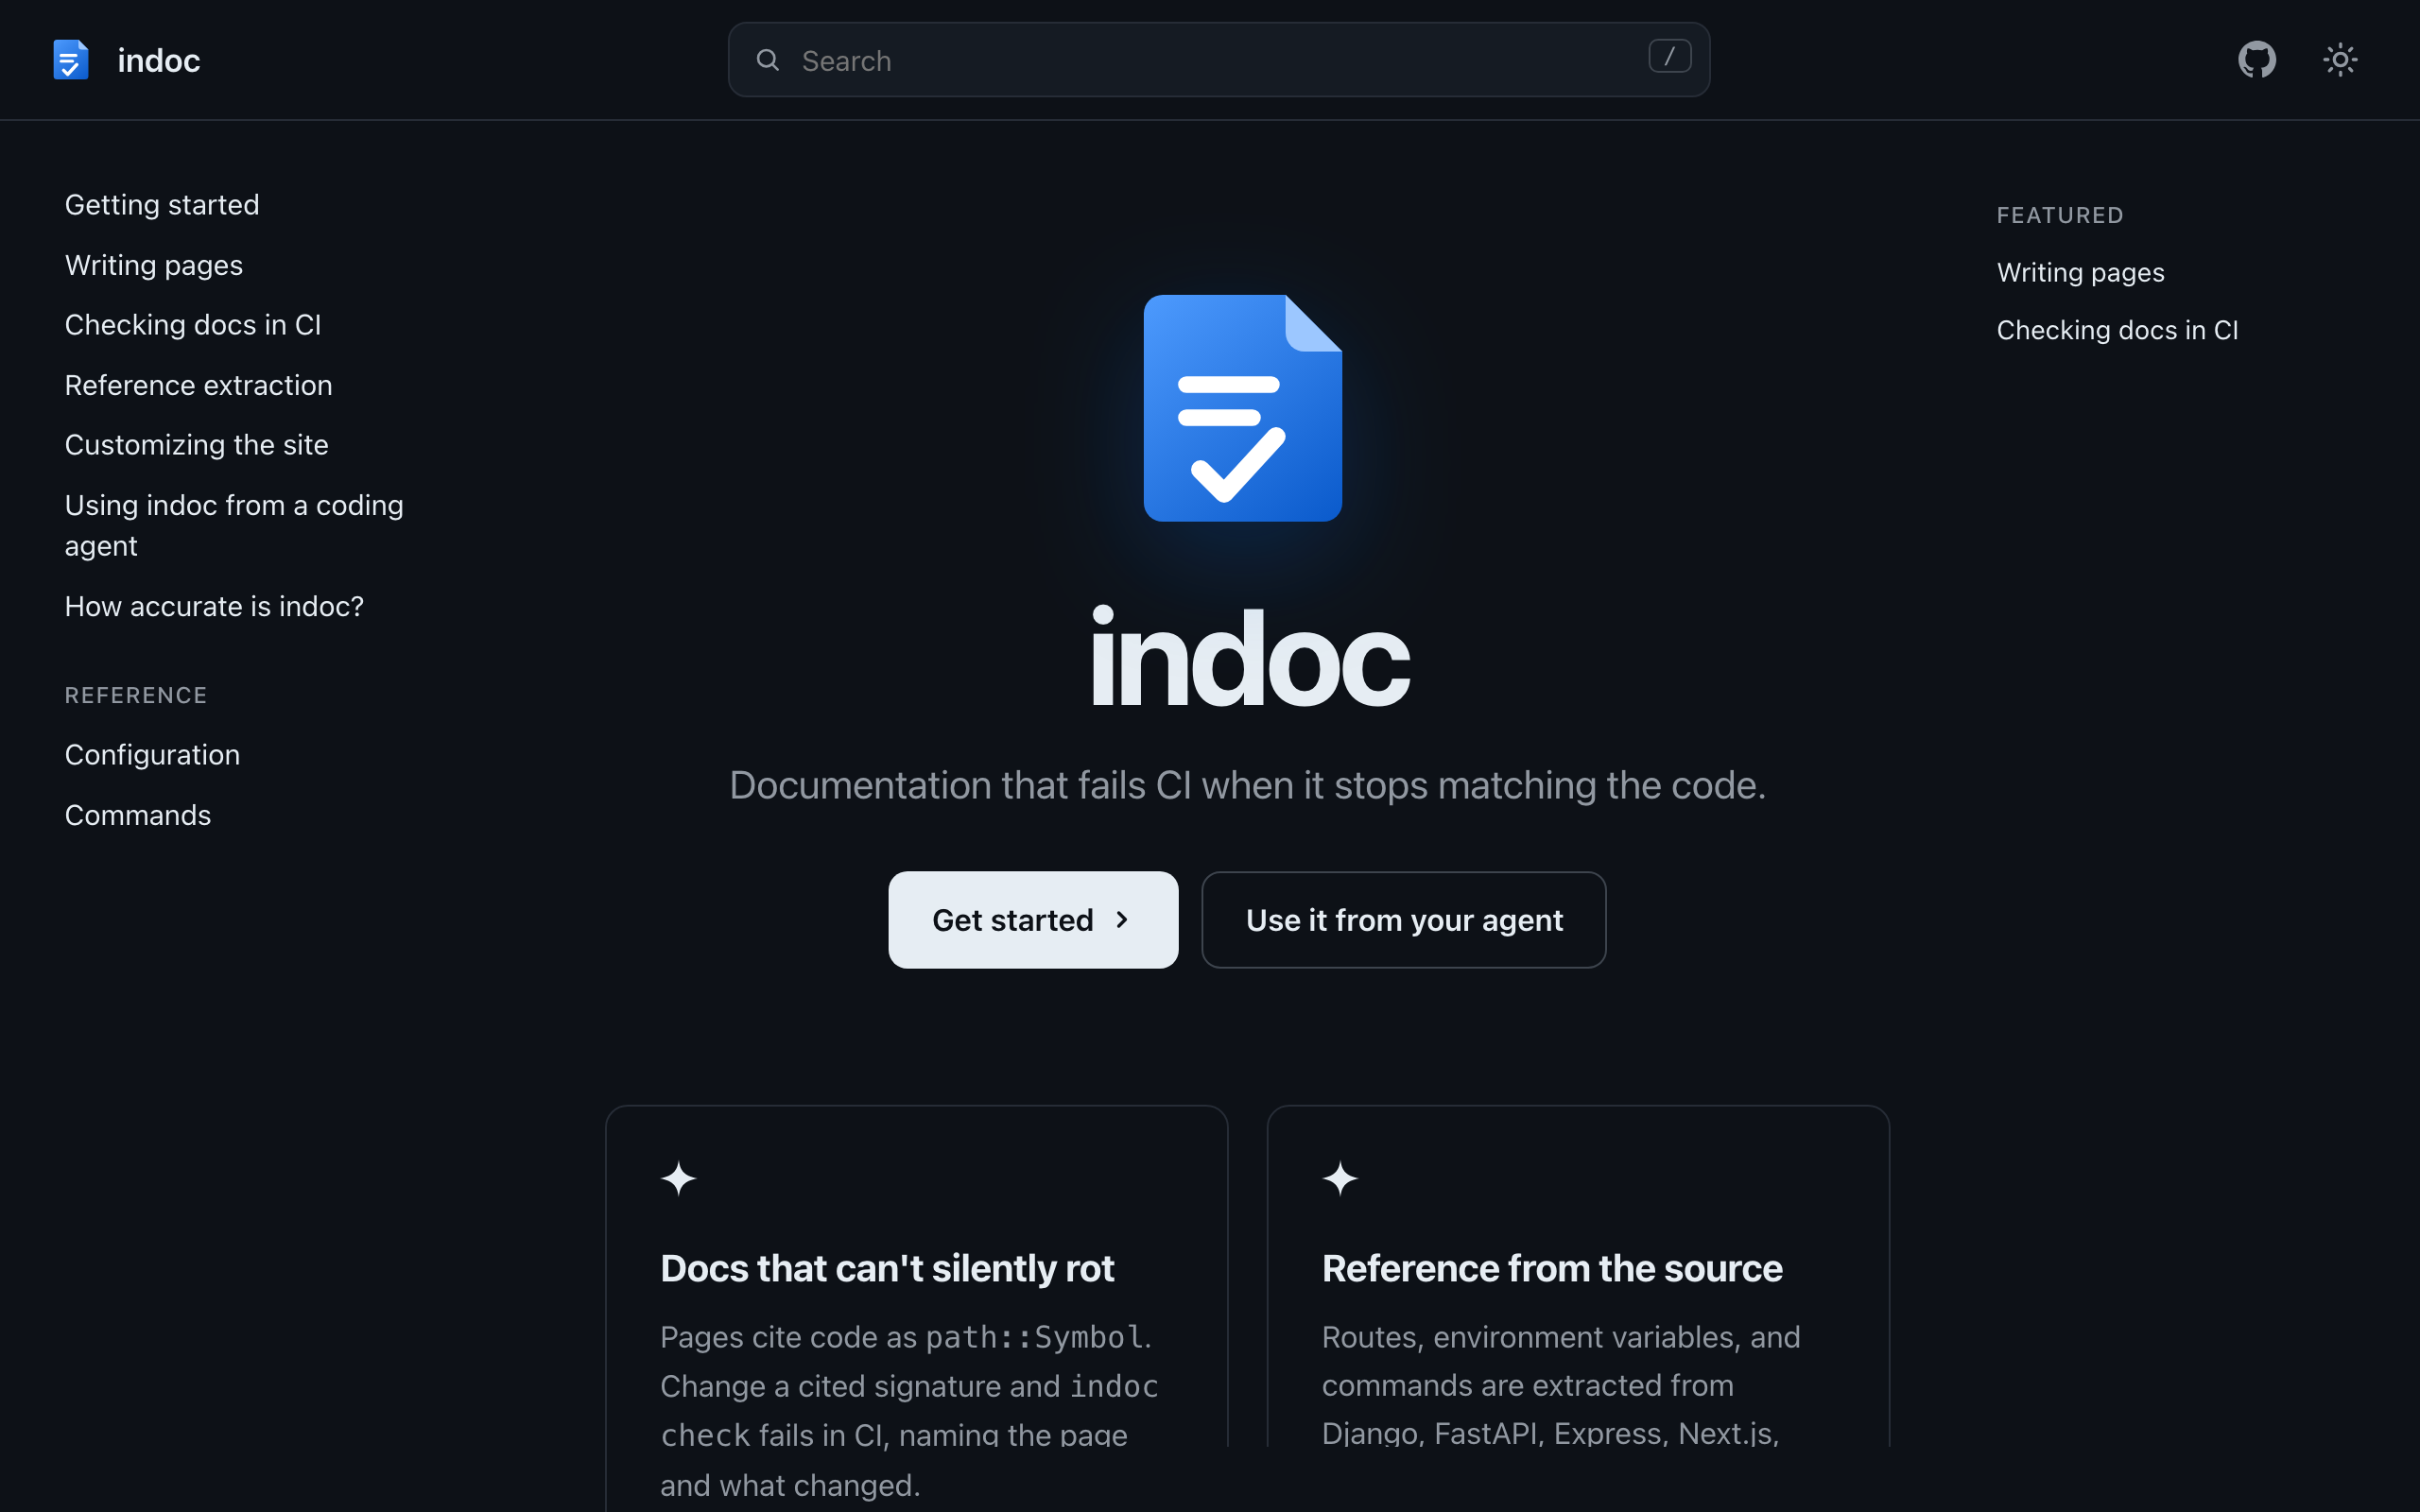 indoc
Search
/
Getting started
Writing pages
Checking docs in CI
Reference extraction
Customizing the site
Using indoc from a coding
agent
How accurate is indoc?
REFERENCE
Configuration
Commands
indoc
Documentation that fails CI when it stops matching the code.
Get started
Use it from your agent
Docs that can't silently rot
Pages cite code as path::Symbol.
Change a cited signature and indoc
check fails in CI, naming the page
and what changed.
Reference from the source
Routes, environment variables, and
commands are extracted from
Django, FastAPI, Express, Next.js,
FEATURED
Writing pages
Checking docs in CI